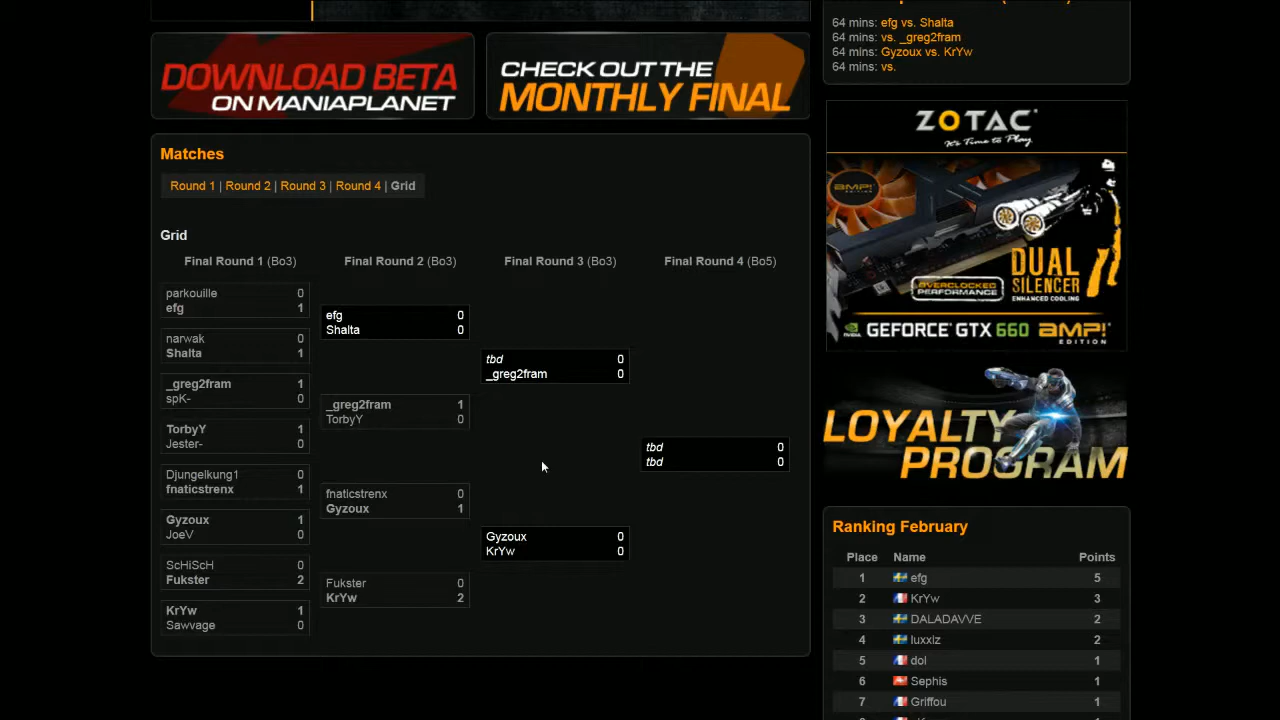 64 mins: efg vs. Shalta
64 mins: vs. _greg2fram
64 mins: Gyzoux vs. KrYw
64 mins: vs.
DOWNLOAD BETA
ON MANIAPLANET
CHECK OUT THE
MONTHLY FINAL
Matches
Round 1 | Round 2 | Round 3 | Round 4 | Grid
Grid
Final Round 1 (Bo3)
parkouille 0
efg 1
narwak 0
Shalta 1
_greg2fram 1
spK- 0
TorbyY 1
Jester- 0
Djungelkung1 0
fnaticstrenx 1
Gyzoux 1
JoeV 0
ScHiScH 0
Fukster 2
KrYw 1
Sawvage 0
Final Round 2 (Bo3)
efg 0
Shalta 0
_greg2fram 1
TorbyY 0
fnaticstrenx 0
Gyzoux 1
Fukster 0
KrYw 2
Final Round 3 (Bo3)
tbd 0
_greg2fram 0
Gyzoux 0
KrYw 0
Final Round 4 (Bo5)
tbd 0
tbd 0
ZOTAC
It's Time to Play
AMP!
DUAL
SILENCER
ENHANCED COOLING
OVERCLOCKED
PERFORMANCE
NVIDIA
GEFORCE GTX 660 AMP!
EDITION
LOYALTY
PROGRAM
Ranking February
Place Name Points
1 efg 5
2 KrYw 3
3 DALADAVVE 2
4 luxxiz 2
5 dol 1
6 Sephis 1
7 Griffou 1